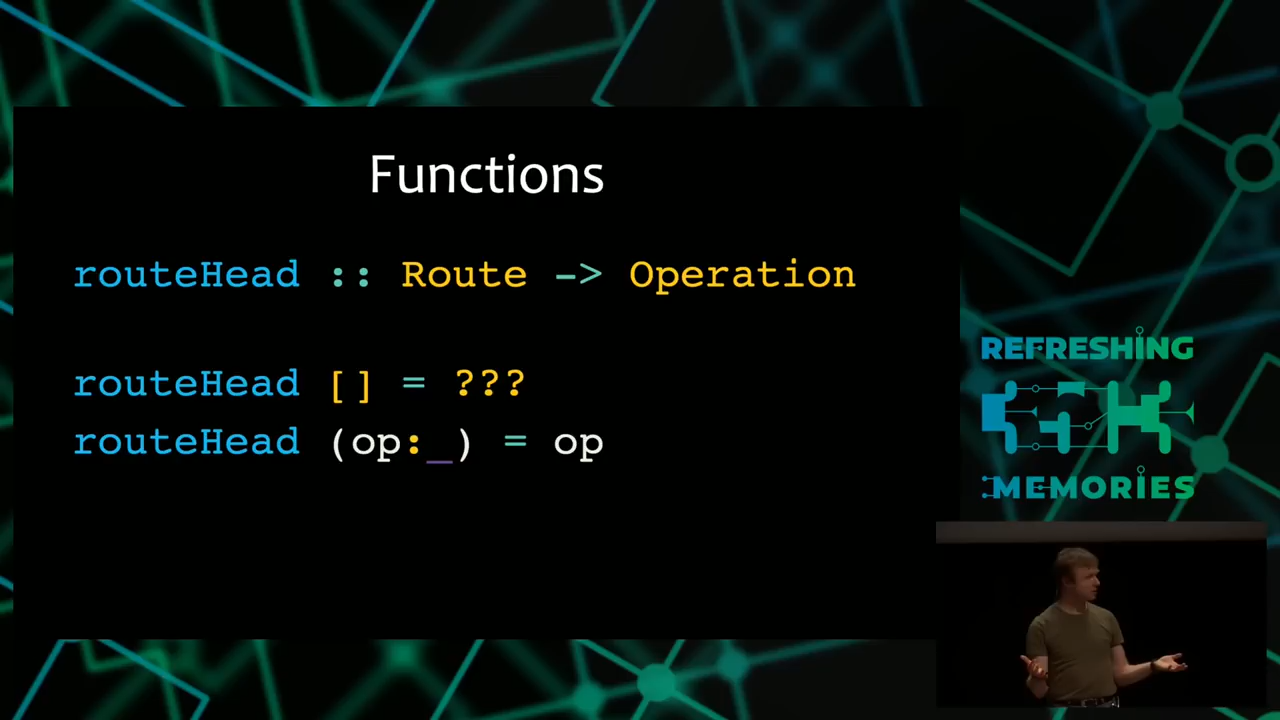 Functions
routeHead :: Route -> Operation
routeHead [] = ???
routeHead (op:_) = op
REFRESHING
MEMORIES